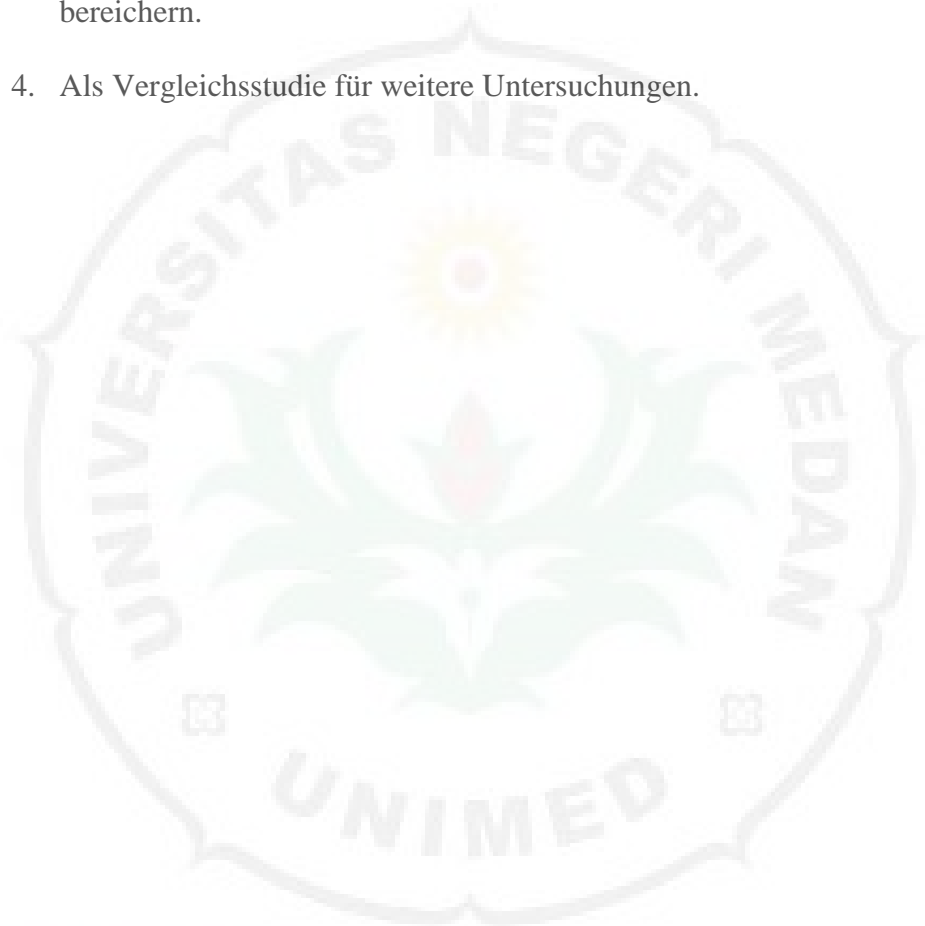 bereichern.
4. Als Vergleichsstudie für weitere Untersuchungen.
UNIVERSITAS NEGERI MEDAN
UNIMED